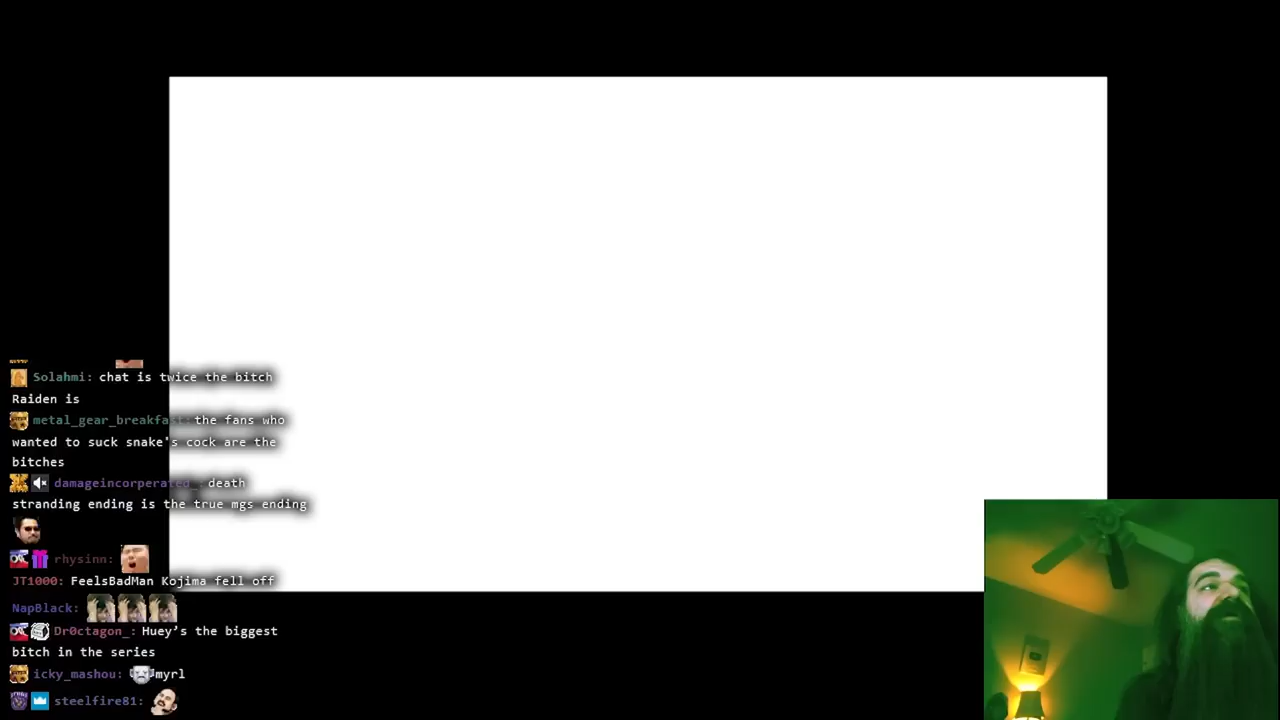 Solahmi: chat is twice the bitch
Raiden is
metal_gear_breakfast: the fans who
wanted to suck snake's cock are the
bitches
damageincorperated_: death
stranding ending is the true mgs ending
rhysinn:
JT1000: FeelsBadMan Kojima fell off
NapBlack:
Dr0ctagon_: Huey's the biggest
bitch in the series
icky_mashou: myrl
steelfire81: